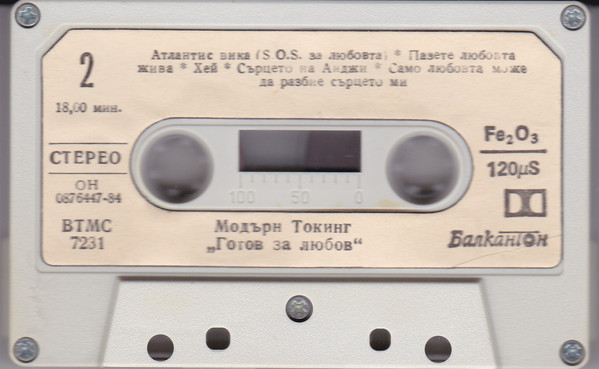 Атлантис вика (S.O.S. за любовта) * Пазете любовта
жива * Хей * Сърцето на Анджи * Само любовта може
да разбие сърцето ми
2
18,00 мин.
СТЕРЕО
ОН
0876447-84
ВТМС
7231
100 50 0
Fe2O3
120µS
Модърн Токинг
„Готов за любов“
Балкантон